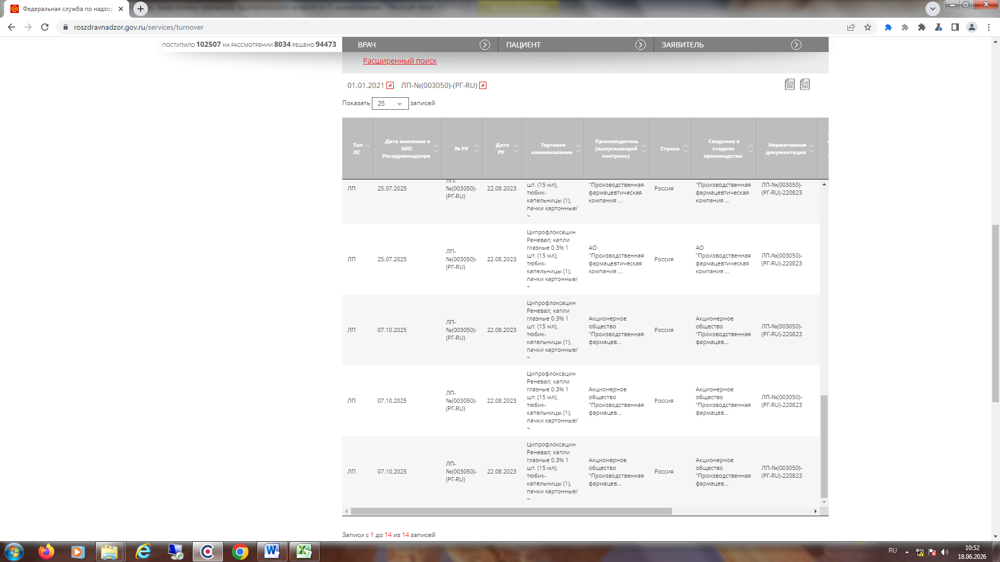 Федеральная служба по надзор
roszdravnadzor.gov.ru/services/turnover
ПОСТУПИЛО 102507 НА РАССМОТРЕНИИ 8034 РЕШЕНО 94473
ВРАЧ
ПАЦИЕНТ
ЗАЯВИТЕЛЬ
Расширенный поиск
01.01.2021
ЛП-№(003050)-(РГ-RU)
xls
pdf
Показать 25 записей
Тип
ЛС
Дата внесения в
АИС
Росздравнадзора
№ РУ
Дата
РУ
Торговое
наименование
Производитель
(выпускающий
контроль)
Страна
Сведения о
стадиях
производства
Нормативная
документация
ЛП
25.07.2025
ЛП-
№(003050)-
(РГ-RU)
22.08.2023
шт. (15 мл),
тюбик-
капельницы (1),
пачки картонные/
~
"Производственная
фармацевтическая
компания ...
Россия
"Производственная
фармацевтическая
компания ...
ЛП-№(003050)-
(РГ-RU)-220823
ЛП
25.07.2025
ЛП-
№(003050)-
(РГ-RU)
22.08.2023
Ципрофлоксацин
Реневал; капли
глазные 0.3% 1
шт. (15 мл),
тюбик-
капельницы (1),
пачки картонные/
~
АО
"Производственная
фармацевтическая
компания ...
Россия
АО
"Производственная
фармацевтическая
компания ...
ЛП-№(003050)-
(РГ-RU)-220823
ЛП
07.10.2025
ЛП-
№(003050)-
(РГ-RU)
22.08.2023
Ципрофлоксацин
Реневал; капли
глазные 0.3% 1
шт. (15 мл),
тюбик-
капельницы (1),
пачки картонные/
~
Акционерное
общество
"Производственная
фармацев...
Россия
Акционерное
общество
"Производственная
фармацев...
ЛП-№(003050)-
(РГ-RU)-220823
ЛП
07.10.2025
ЛП-
№(003050)-
(РГ-RU)
22.08.2023
Ципрофлоксацин
Реневал; капли
глазные 0.3% 1
шт. (15 мл),
тюбик-
капельницы (1),
пачки картонные/
~
Акционерное
общество
"Производственная
фармацев...
Россия
Акционерное
общество
"Производственная
фармацев...
ЛП-№(003050)-
(РГ-RU)-220823
ЛП
07.10.2025
ЛП-
№(003050)-
(РГ-RU)
22.08.2023
Ципрофлоксацин
Реневал; капли
глазные 0.3% 1
шт. (15 мл),
тюбик-
капельницы (1),
пачки картонные/
~
Акционерное
общество
"Производственная
фармацев...
Россия
Акционерное
общество
"Производственная
фармацев...
ЛП-№(003050)-
(РГ-RU)-220823
Записи с 1 до 14 из 14 записей
RU
10:52
18.06.2026